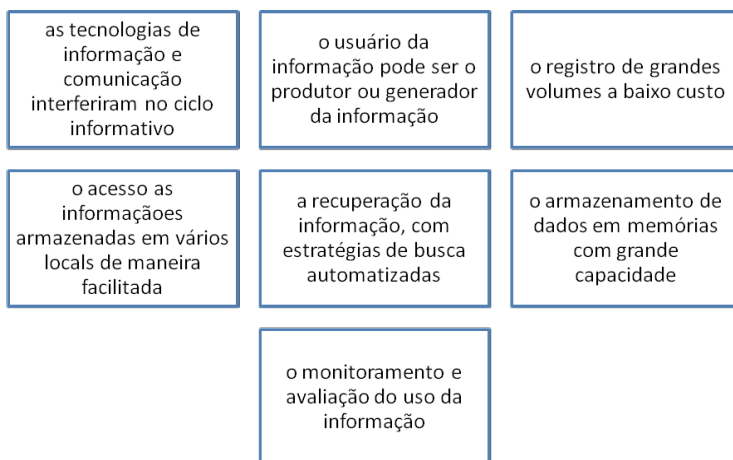 as tecnologias de
informação e
comunicação
interferiram no ciclo
informativo
o usuário da
informação pode ser o
produtor ou generador
da informação
o registro de grandes
volumes a baixo custo
o acesso as
informaçãoes
armazenadas em vários
locals de maneira
facilitada
a recuperação da
informação, com
estratégias de busca
automatizadas
o armazenamento de
dados em memórias
com grande
capacidade
o monitoramento e
avaliação do uso da
informação